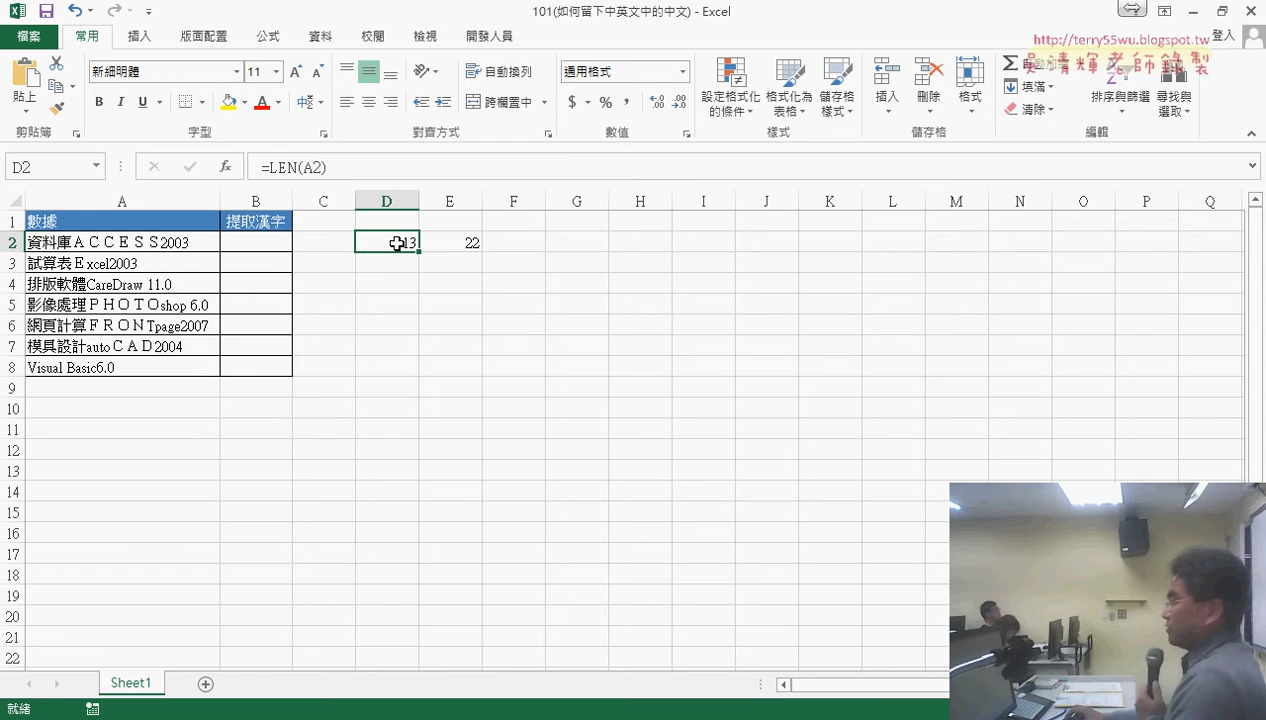 101(如何留下中英文中的中文) - Excel
http://terry55wu.blogspot.tw
登入
吳清輝老師錄製
檔案
常用
插入
版面配置
公式
資料
校閱
檢視
開發人員
貼上
新細明體
11
自動列
通用格式
跨欄置中
設定格式化的條件
格式化為表格
儲存格樣式
插入
刪除
格式
填滿
清除
排序與篩選
尋找與選取
剪貼簿
字型
對齊方式
數值
樣式
儲存格
編輯
D2
=LEN(A2)
A B C D E F G H I J K L M N O P Q
1 數據 提取漢字
2 資料庫ＡＣＣＥＳＳ2003 13 22
3 試算表Ｅxcel2003
4 排版軟體CareDraw 11.0
5 影像處理ＰＨＯＴＯshop 6.0
6 網頁計算ＦＲＯＮTpage2007
7 模具設計autoＣＡＤ2004
8 Visual Basic6.0
9
10
11
12
13
14
15
16
17
18
19
20
21
22
Sheet1
就緒